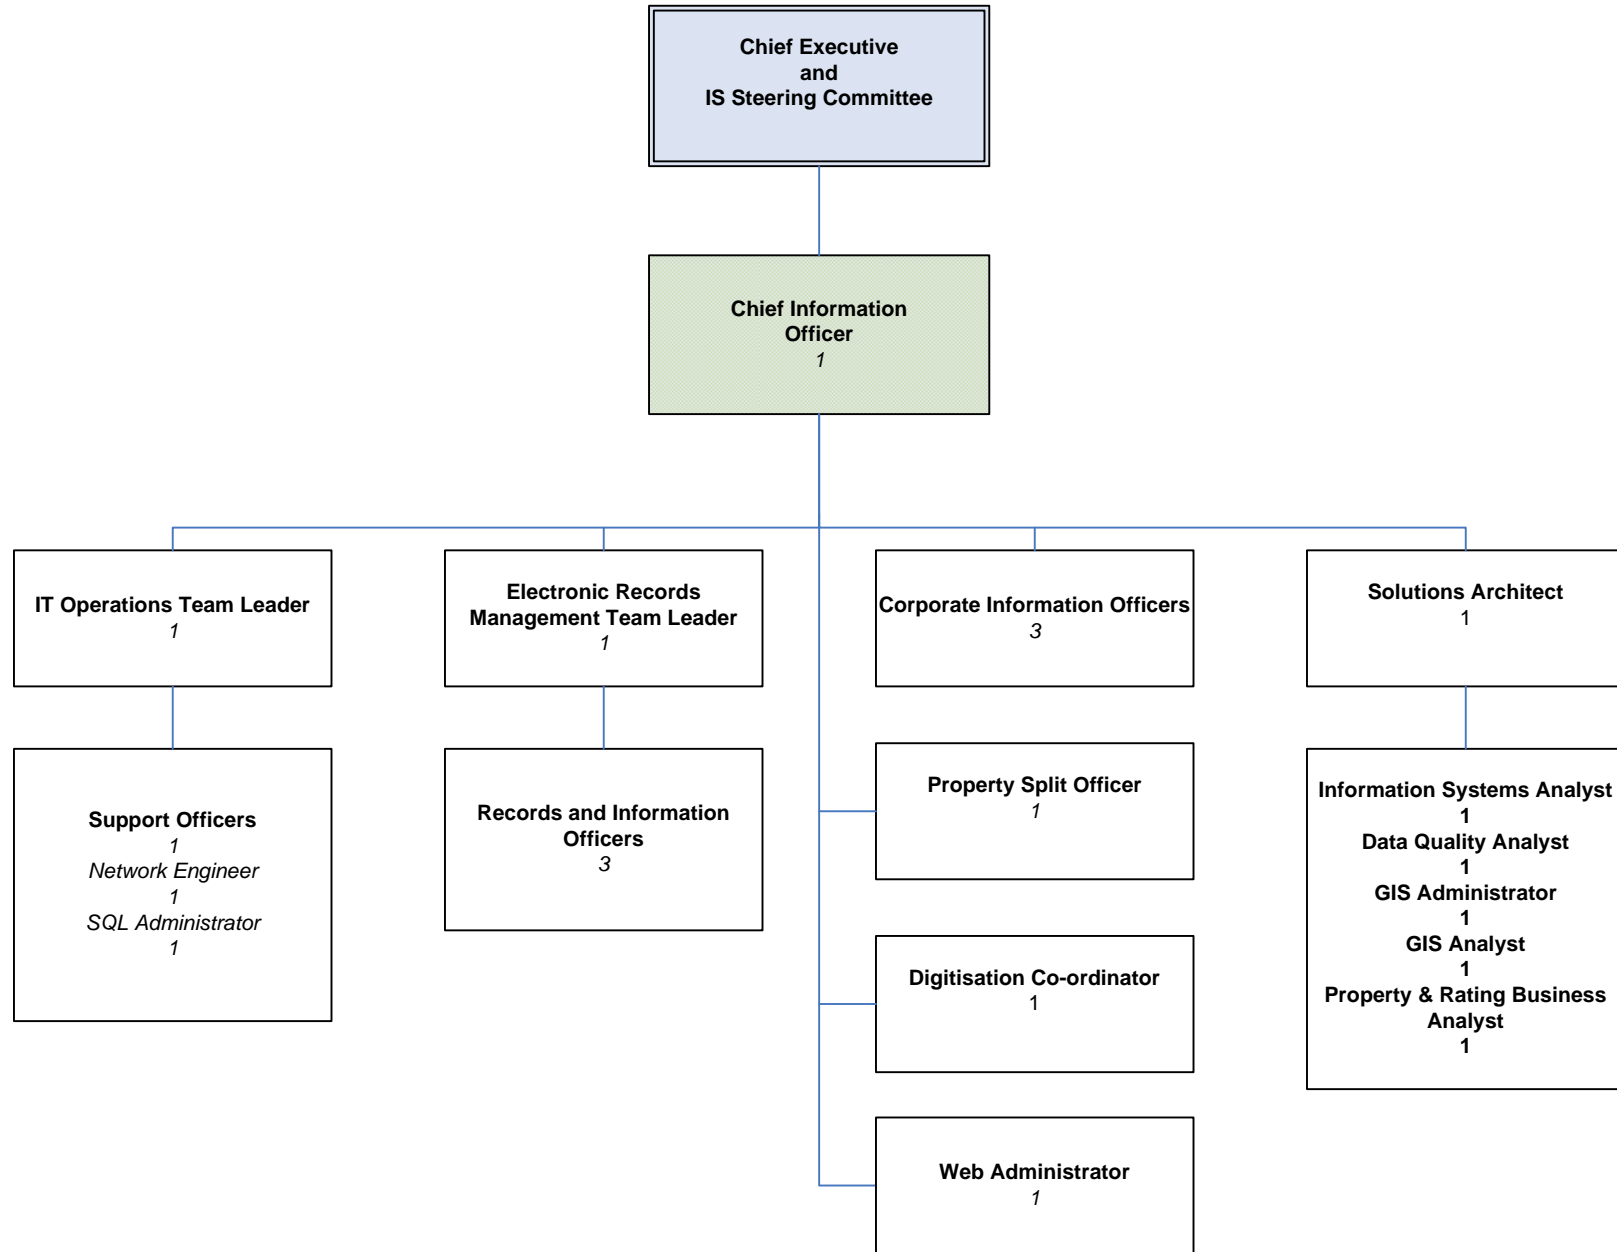 Chief Executive
and
IS Steering Committee
Chief Information
Officer
1
IT Operations Team Leader
1
Electronic Records
Management Team Leader
1
Corporate Information Officers
3
Solutions Architect
1
Support Officers
1
Network Engineer
1
SQL Administrator
1
Records and Information
Officers
3
Property Split Officer
1
Digitisation Co-ordinator
1
Web Administrator
1
Information Systems Analyst
1
Data Quality Analyst
1
GIS Administrator
1
GIS Analyst
1
Property & Rating Business
Analyst
1